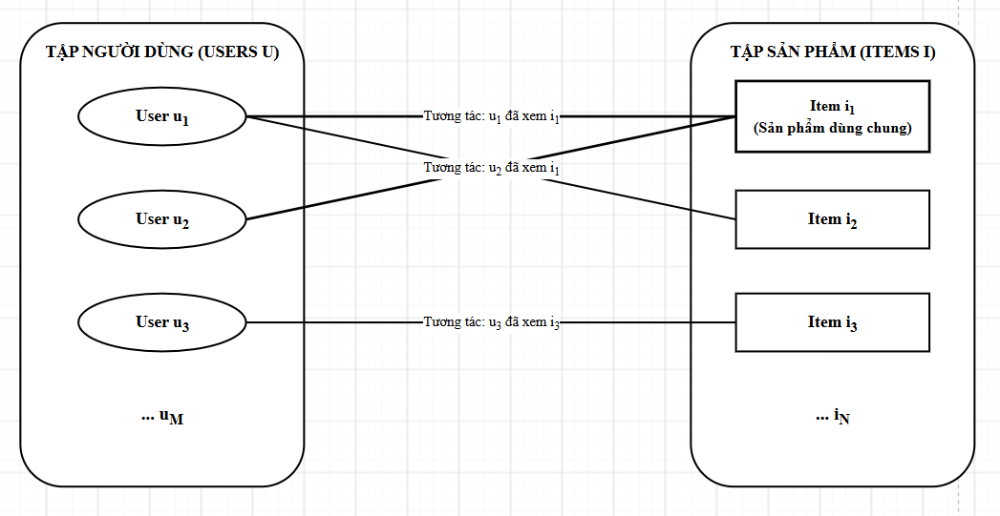 TẬP NGƯỜI DÙNG (USERS U)
TẬP SẢN PHẨM (ITEMS I)
User u1
Tương tác: u1 đã xem i1
Item i1
(Sản phẩm dùng chung)
Tương tác: u2 đã xem i1
User u2
Item i2
User u3
Tương tác: u3 đã xem i3
Item i3
... uM
... iN